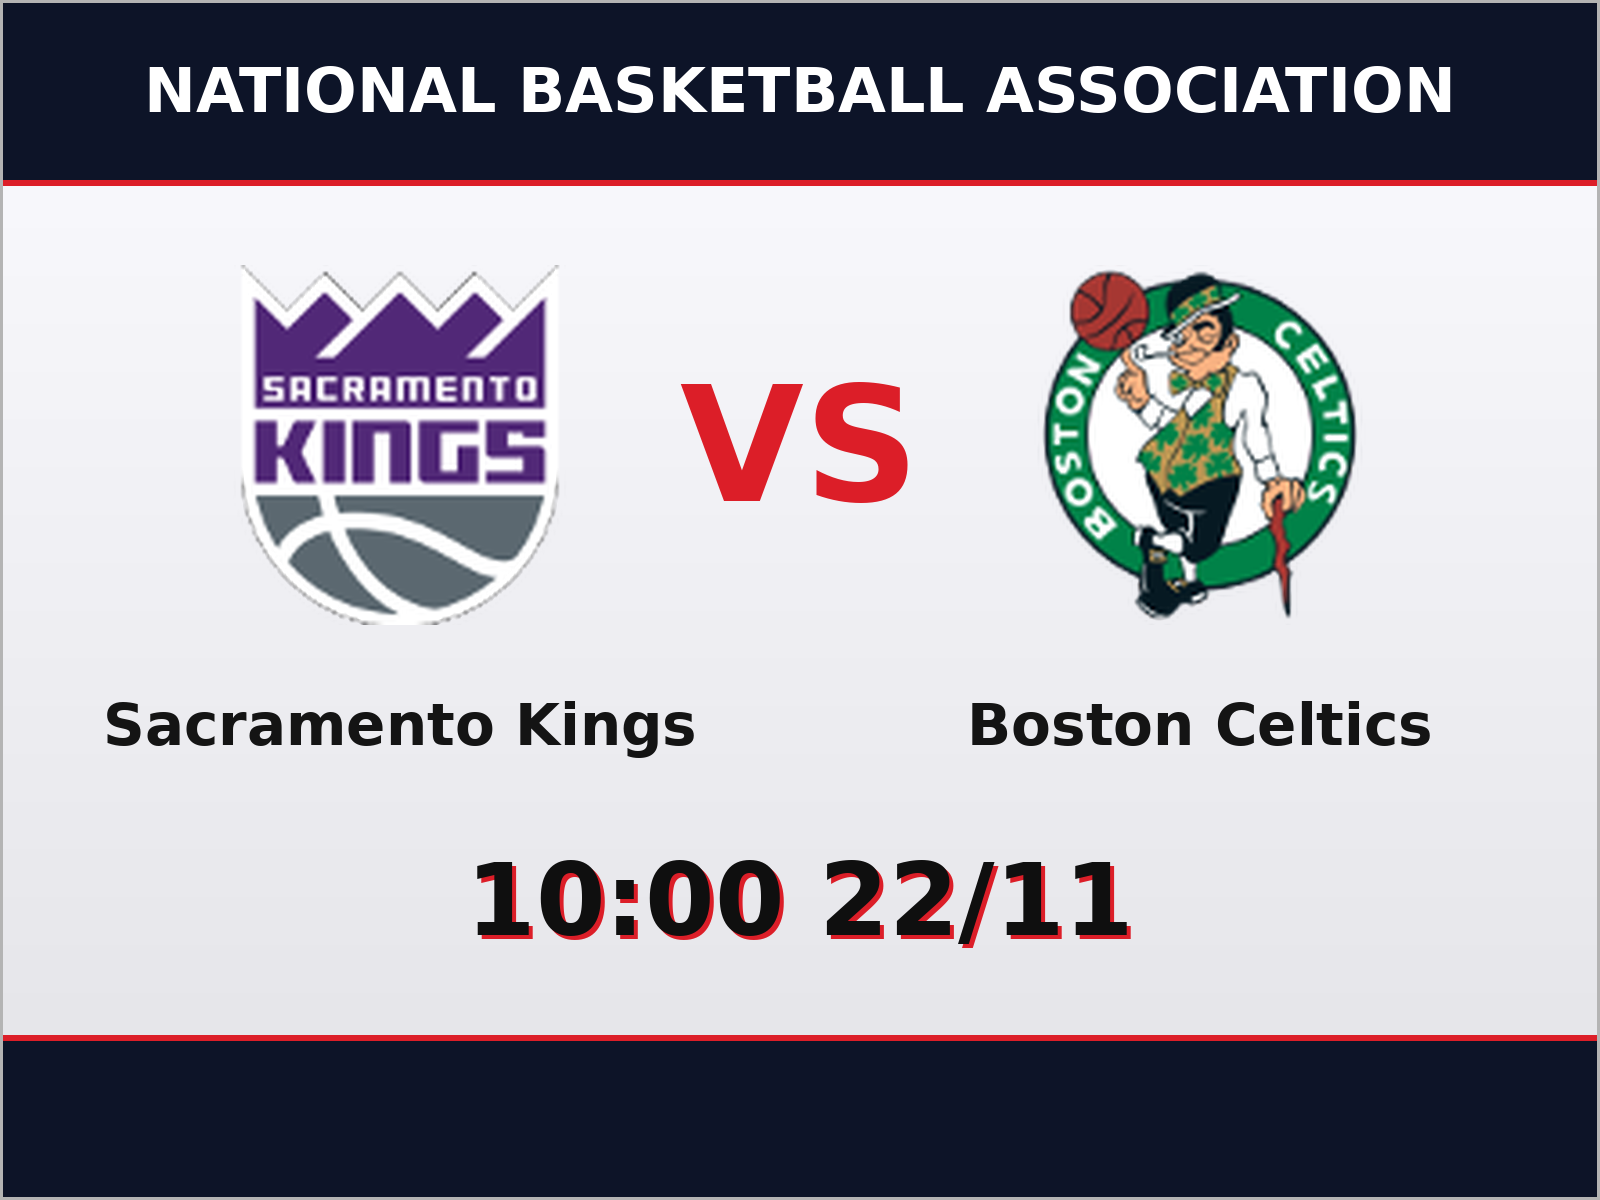 NATIONAL BASKETBALL ASSOCIATION
SACRAMENTO
KINGS
VS
BOSTON CELTICS
Sacramento Kings
Boston Celtics
10:00 22/11